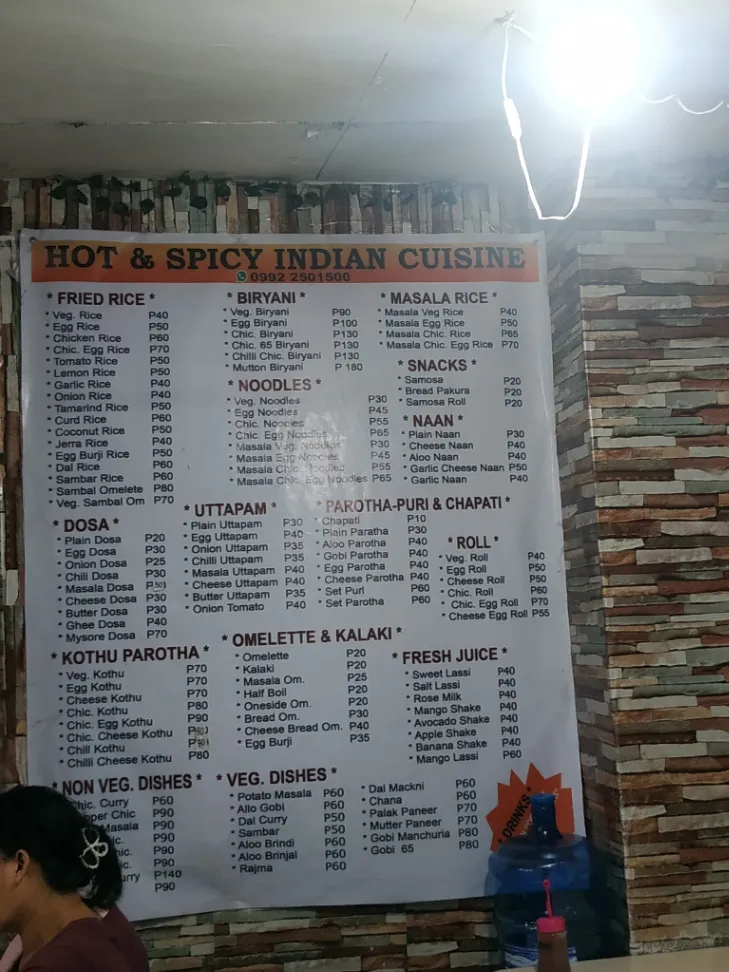 HOT & SPICY INDIAN CUISINE
0992 2501500
* FRIED RICE *
* Veg. Rice P40
* Egg Rice P50
* Chicken Rice P60
* Chic. Egg Rice P70
* Tomato Rice P50
* Lemon Rice P50
* Garlic Rice P40
* Onion Rice P40
* Tamarind Rice P50
* Curd Rice P60
* Coconut Rice P50
* Jerra Rice P40
* Egg Burji Rice P50
* Dal Rice P60
* Sambar Rice P60
* Sambal Omelete P80
* Veg. Sambal Om P70
* BIRYANI *
* Veg. Biryani P90
* Egg Biryani P100
* Chic. Biryani P130
* Chic. 65 Biryani P130
* Chilli Chic. Biryani P130
* Mutton Biryani P 180
* NOODLES *
* Veg. Noodles P30
* Egg Noodles P45
* Chic. Noodles P55
* Chic. Egg Noodles P65
* Masala Veg. Noodles P30
* Masala Egg Noodles P45
* Masala Chic. Noodles P55
* Masala Chic. Egg Noodles P65
* MASALA RICE *
* Masala Veg Rice P40
* Masala Egg Rice P50
* Masala Chic. Rice P65
* Masala Chic. Egg Rice P70
* SNACKS *
* Samosa P20
* Bread Pakura P20
* Samosa Roll P20
* NAAN *
* Plain Naan P30
* Cheese Naan P40
* Aloo Naan P40
* Garlic Cheese Naan P50
* Garlic Naan P40
* DOSA *
* Plain Dosa P20
* Egg Dosa P30
* Onion Dosa P25
* Chili Dosa P30
* Masala Dosa
* Cheese Dosa P30
* Butter Dosa P30
* Ghee Dosa P40
* Mysore Dosa P70
* UTTAPAM *
* Plain Uttapam P30
* Egg Uttapam P40
* Onion Uttapam P35
* Chilli Uttapam P35
* Masala Uttapam P40
* Cheese Uttapam P40
* Butter Uttapam P35
* Onion Tomato P40
* PAROTHA-PURI & CHAPATI *
* Chapati P10
* Plain Paratha P30
* Aloo Parotha P40
* Gobi Parotha P40
* Egg Parotha P40
* Cheese Parotha P40
* Set Puri P60
* Set Parotha P60
* ROLL *
* Veg. Roll P40
* Egg Roll P50
* Cheese Roll P50
* Chic. Roll P60
* Chic. Egg Roll P70
* Cheese Egg Roll P55
* KOTHU PAROTHA *
* Veg. Kothu P70
* Egg Kothu P70
* Cheese Kothu P70
* Chic. Kothu P80
* Chic. Egg Kothu P90
* Chic. Cheese Kothu
* Chill Kothu
* Chilli Cheese Kothu P80
* OMELETTE & KALAKI *
* Omelette P20
* Kalaki P20
* Masala Om. P25
* Half Boil P20
* Oneside Om. P20
* Bread Om. P30
* Cheese Bread Om. P40
* Egg Burji P35
* FRESH JUICE *
* Sweet Lassi P40
* Salt Lassi P40
* Rose Milk P40
* Mango Shake P40
* Avocado Shake P40
* Apple Shake P40
* Banana Shake P40
* Mango Lassi P60
* NON VEG. DISHES *
Chic. Curry P60
Chic P90
Masala P90
P90
P90
P140
P90
* VEG. DISHES *
* Potato Masala P60
* Allo Gobi P60
* Dal Curry P50
* Sambar P50
* Aloo Brindi P60
* Aloo Brinjal P60
* Rajma P60
* Dal Mackni P60
* Chana P60
* Palak Paneer P70
* Mutter Paneer P70
* Gobi Manchuria P80
* Gobi 65 P80
DRINKS